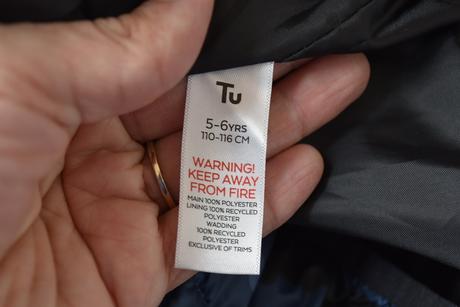 Tu
5-6YRS
110-116 CM
WARNING!
KEEP AWAY
FROM FIRE
MAIN 100% POLYESTER
LINING 100% RECYCLED
POLYESTER
WADDING
100% RECYCLED
POLYESTER
EXCLUSIVE OF TRIMS